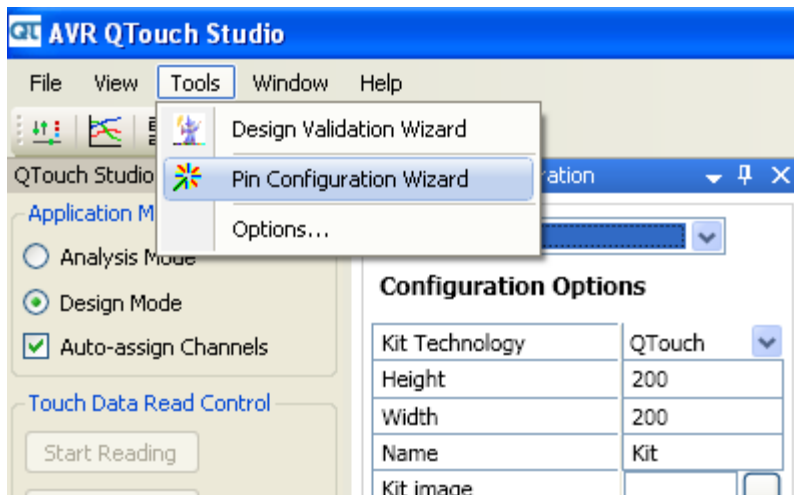 QT AVR QTouch Studio
File View Tools Window Help
Design Validation Wizard
QTouch Studio
Pin Configuration Wizard
Application M
Options...
Analysis Mode
Configuration Options
Design Mode
Auto-assign Channels
Kit Technology QTouch
Height 200
Touch Data Read Control
Width 200
Start Reading
Name Kit
Kit image